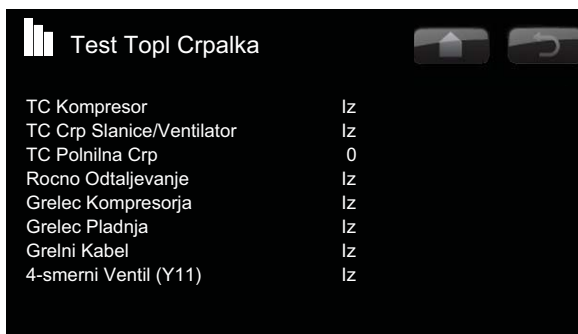 Test Topl Crpalka
TC Kompresor Iz
TC Crp Slanice/Ventilator Iz
TC Polnilna Crp 0
Rocno Odtaljevanje Iz
Grelec Kompresorja Iz
Grelec Pladnja Iz
Grelni Kabel Iz
4-smerni Ventil (Y11) Iz